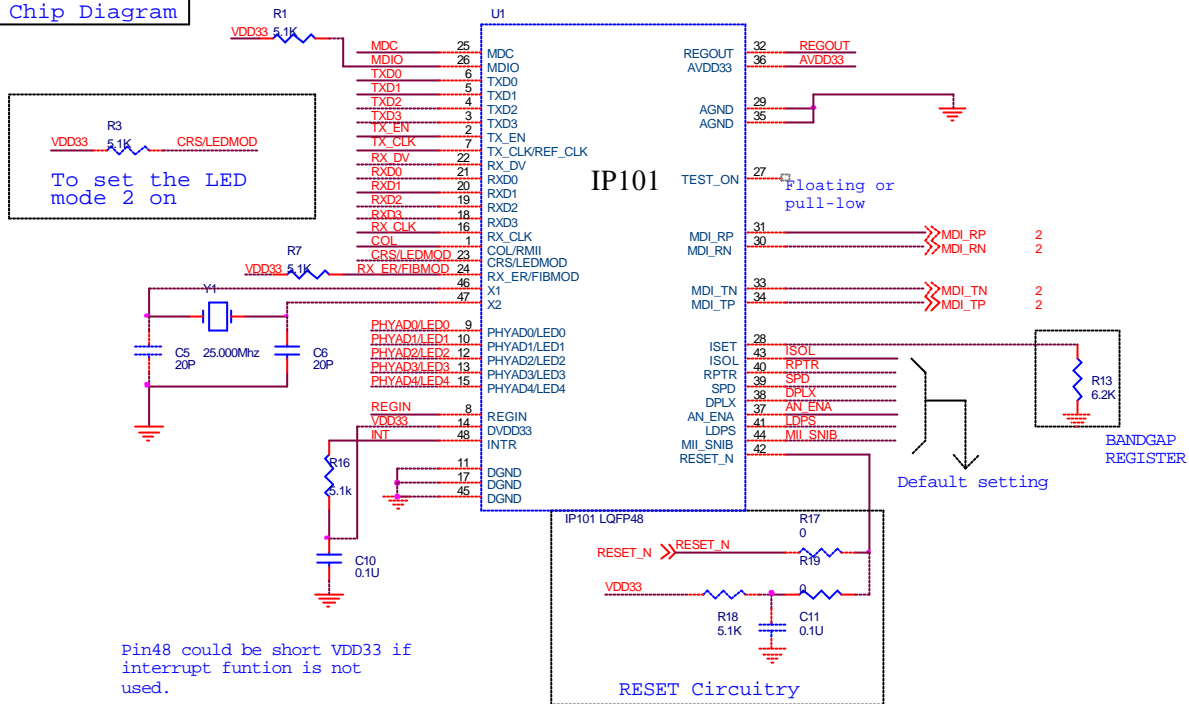 Chip Diagram
R1
VDD33 5.1K
U1
MDC 25 MDC
MDIO 26 MDIO
TXD0 6 TXD0
TXD1 5 TXD1
TXD2 4 TXD2
TXD3 3 TXD3
TX_EN 2 TX_EN
TX_CLK 7 TX_CLK/REF_CLK
RX_DV 22 RX_DV
RXD0 21 RXD0
RXD1 20 RXD1
RXD2 19 RXD2
RXD3 18 RXD3
RX_CLK 16 RX_CLK
COL 1 COL/RMII
CRS/LEDMOD 23 CRS/LEDMOD
RX_ER/FIBMOD 24 RX_ER/FIBMOD
46 X1
47 X2
R3
VDD33 5.1K CRS/LEDMOD
To set the LED
mode 2 on
R7
VDD33 5.1K
Y1
C5
20P
25.000Mhz
C6
20P
PHYAD0/LED0 9 PHYAD0/LED0
PHYAD1/LED1 10 PHYAD1/LED1
PHYAD2/LED2 12 PHYAD2/LED2
PHYAD3/LED3 13 PHYAD3/LED3
PHYAD4/LED4 15 PHYAD4/LED4
REGIN 8 REGIN
VDD33 14 DVDD33
INT 48 INTR
11 DGND
17 DGND
45 DGND
R16
5.1k
C10
0.1U
Pin48 could be short VDD33 if
interrupt funtion is not
used.
IP101
REGOUT 32 REGOUT
AVDD33 36 AVDD33
AGND 29
AGND 35
TEST_ON 27
Floating or
pull-low
MDI_RP 31 MDI_RP 2
MDI_RN 30 MDI_RN 2
MDI_TN 33 MDI_TN 2
MDI_TP 34 MDI_TP 2
ISET 28
ISOL 43 ISOL
RPTR 40 RPTR
SPD 39 SPD
DPLX 38 DPLX
AN_ENA 37 AN_ENA
LDPS 41 LDPS
MII_SNIB 44 MII_SNIB
RESET_N 42
R13
6.2K
BANDGAP
REGISTER
Default setting
IP101 LQFP48
R17
0
RESET_N RESET_N
R19
0
VDD33
R18
5.1K
C11
0.1U
RESET Circuitry